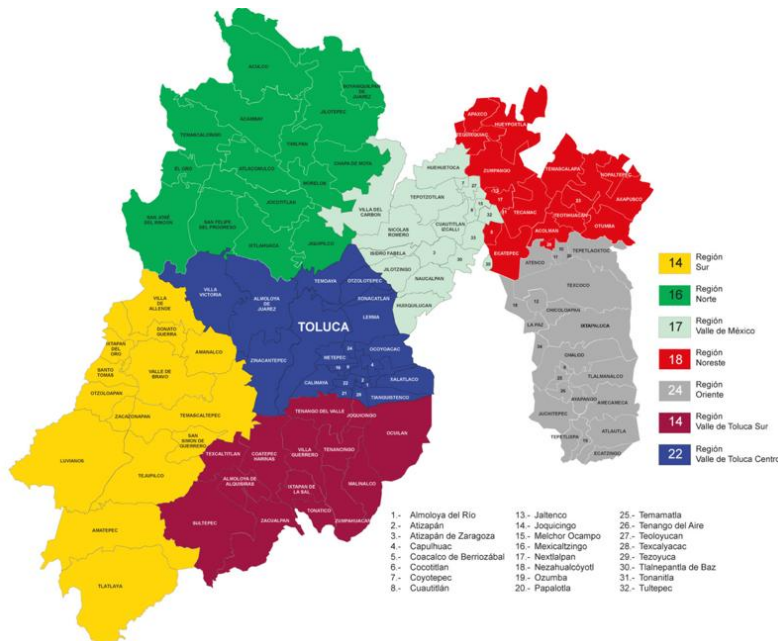 ACULCO
SOYANIQUILPAN
DE JUAREZ
JILOTEPEC
ACAMBAY
TEMASCALCINGO
CHAPA DE MOTA
EL ORO
ATLACOMULCO
MORELOS
JOCOTITLAN
SAN JOSÉ
DEL RINCON
SAN FELIPE
DEL PROGRESO
IXTLAHUACA
JIQUIPILCO
APAXCO
HUEYPOXTLA
TEQUIXQUIAC
ZUMPANGO
TEMASCALAPA
NOPALTEPEC
AXAPUSCO
TEOTIHUACAN
OTUMBA
TECAMAC
ACOLMAN
ECATEPEC
HUEHUETOCA
TEPOTZOTLAN
VILLA DEL
CARBON
NICOLAS
ROMERO
CUAUTITLAN
IZCALLI
ISIDRO FABELA
JILOTZINGO
NAUCALPAN
HUIXQUILUCAN
TEPETLAOXTOC
ATENCO
TEXCOCO
CHICOLOAPAN
LA PAZ
IXTAPALUCA
CHALCO
TLALMANALCO
AYAPANGO
AMECAMECA
JUCHITEPEC
ATLAUTLA
TEPETLIXPA
ECATZINGO
VILLA
VICTORIA
ALMOLOYA
DE
JUAREZ
TEMOAYA
OTZOLOTEPEC
XONACATLÁN
TOLUCA
LERMA
ZINACANTEPEC
METEPEC
OCOYOACAC
CALIMAYA
XALATLACO
TIANGUISTENCO
VILLA
DE ALLENDE
DONATO
GUERRA
IXTAPAN
DEL ORO
AMANALCO
SANTO
TOMAS
VALLE DE
BRAVO
OTZOLOAPAN
ZACAZONAPAN
TEMASCALTEPEC
SAN
SIMON DE
GUERRERO
LUVIANOS
TEJUPILCO
AMATEPEC
TLATLAYA
TENANGO DEL VALLE
JOQUICINGO
OCUILAN
TEXCALTITLAN
COATEPEC
HARINAS
VILLA
GUERRERO
TENANCINGO
ALMOLOYA DE
ALQUISIRAS
IXTAPAN DE
LA SAL
MALINALCO
SULTEPEC
TONATICO
ZACUALPAN
ZUMPAHUACAN
14 Región
Sur
16 Región
Norte
17 Región
Valle de México
18 Región
Noreste
24 Región
Oriente
14 Región
Valle de Toluca Sur
22 Región
Valle de Toluca Centro
1.- Almoloya del Río
2.- Atizapán
3.- Atizapán de Zaragoza
4.- Capulhuac
5.- Coacalco de Berriozábal
6.- Cocotitlan
7.- Coyotepec
8.- Cuautitlán
13.- Jaltenco
14.- Joquicingo
15.- Melchor Ocampo
16.- Mexicaltzingo
17.- Nextlalpan
18.- Nezahualcóyotl
19.- Ozumba
20.- Papalotla
25.- Temamatla
26.- Tenango del Aire
27.- Teoloyucan
28.- Texcalyacac
29.- Tezoyuca
30.- Tlalnepantla de Baz
31.- Tonanitla
32.- Tultepec